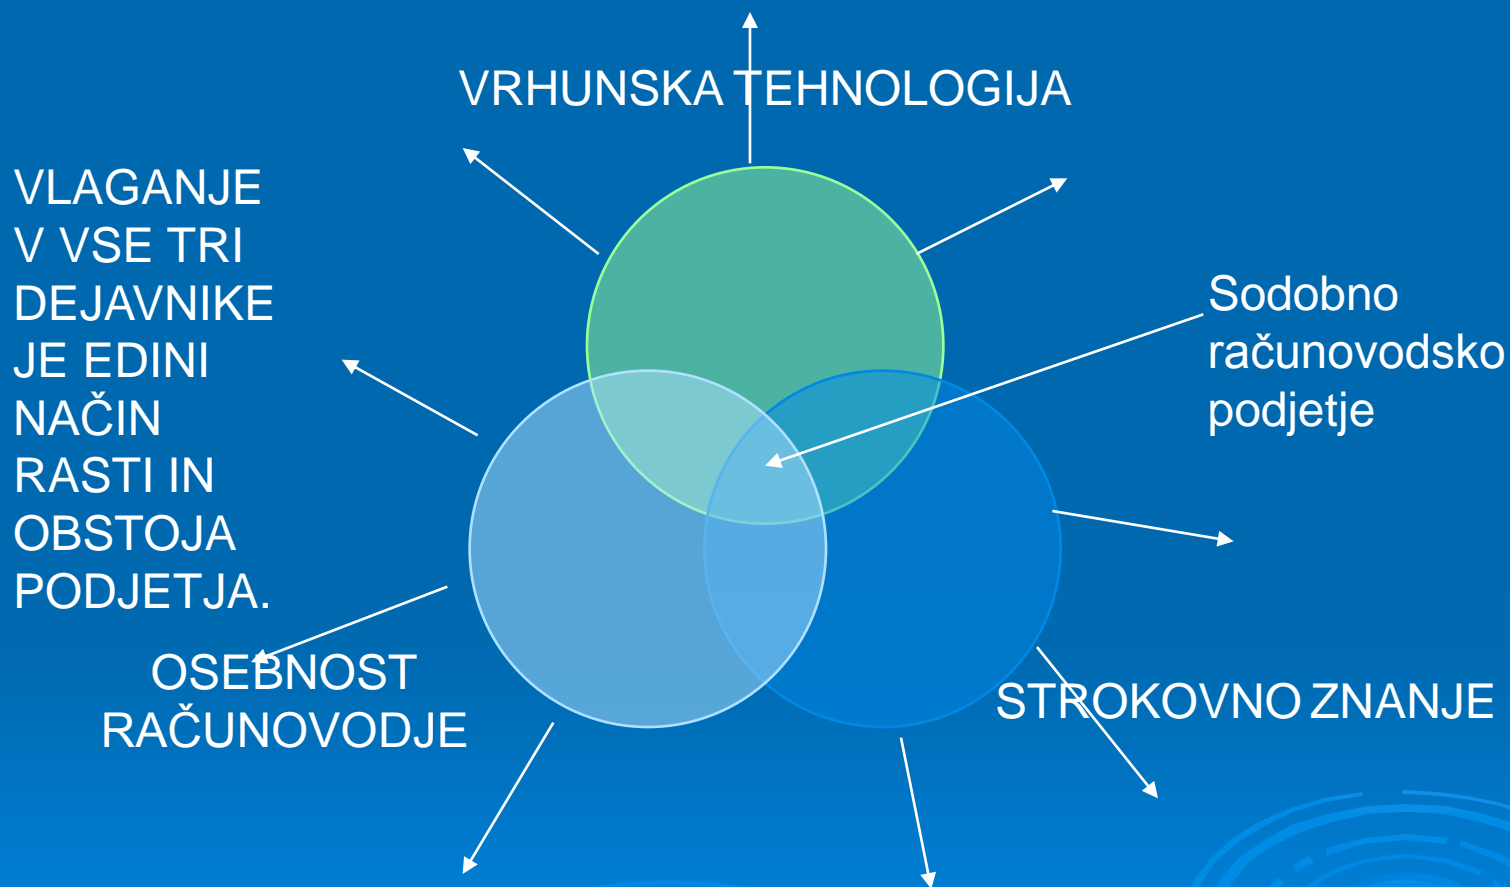 VRHUNSKA TEHNOLOGIJA
VLAGANJE
V VSE TRI
DEJAVNIKE
JE EDINI
NAČIN
RASTI IN
OBSTOJA
PODJETJA.
Sodobno
računovodsko
podjetje
OSEBNOST
RAČUNOVODJE
STROKOVNO ZNANJE